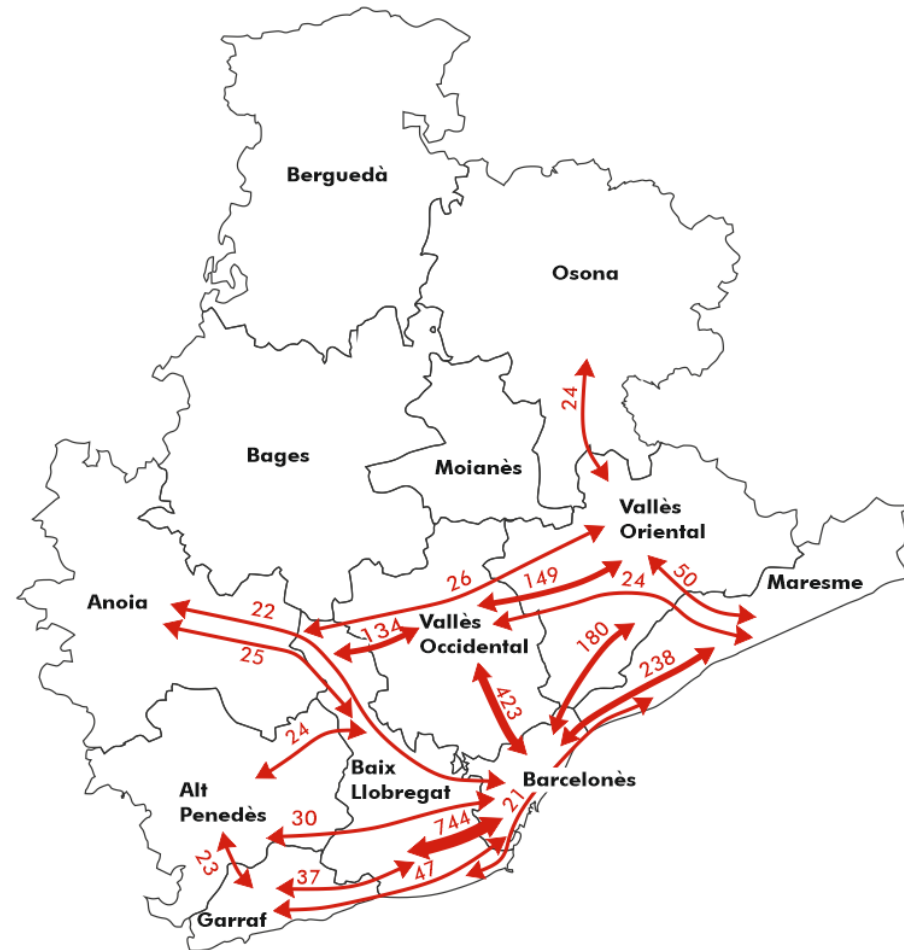 Berguedà
Osona
24
Bages
Moianès
Vallès
Oriental
26
149
24
50
Maresme
Anoia
22
134
Vallès
Occidental
180
25
238
423
24
Baix
Llobregat
Barcelonès
Alt
Penedès
30
744
21
23
37
47
Garraf